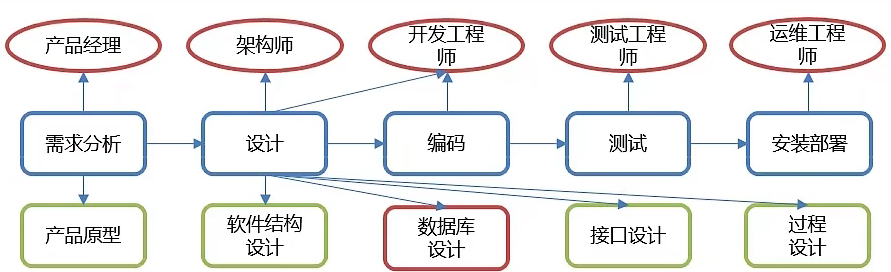 产品经理
架构师
开发工程
师
测试工程
师
运维工程
师
需求分析
设计
编码
测试
安装部署
产品原型
软件结构
设计
数据库
设计
接口设计
过程
设计